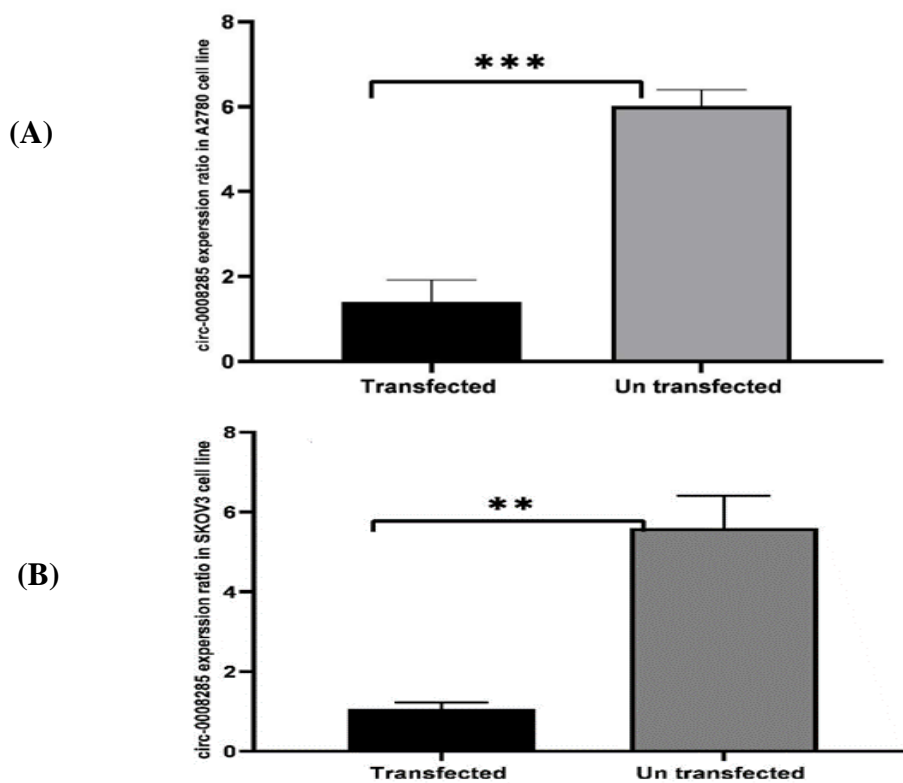 (A)
circ-0008285 experssion ratio in A2780 cell line
8
6
4
2
0
***
Transfected
Un transfected
(B)
circ-0008285 experssion ratio in SKOV3 cell line
8
6
4
2
0
**
Transfected
Un transfected